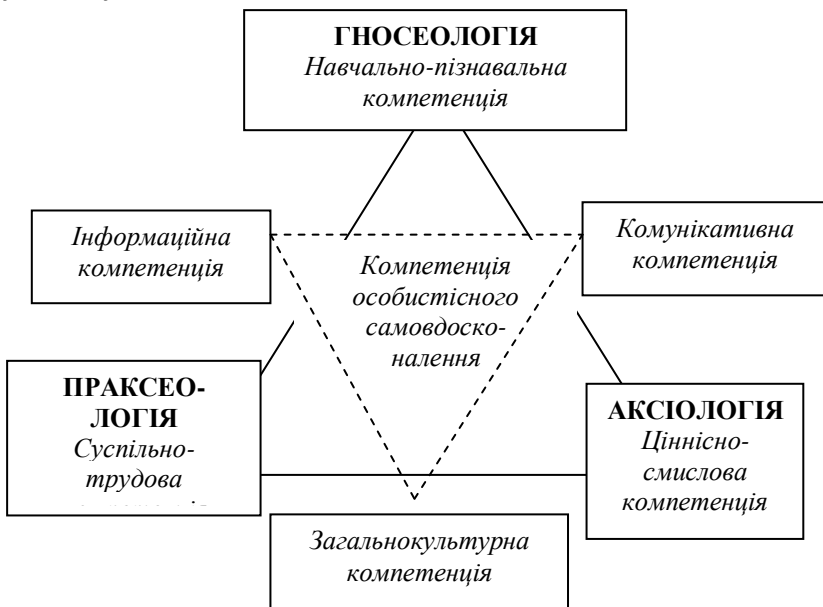 ГНОСЕОЛОГІЯ
Навчально-пізнавальна
компетенція
Інформаційна
компетенція
Комунікативна
компетенція
Компетенція
особистісного
самовдоско-
налення
ПРАКСЕО-
ЛОГІЯ
Суспільно-
трудова
АКСІОЛОГІЯ
Ціннісно-
смислова
компетенція
Загальнокультурна
компетенція